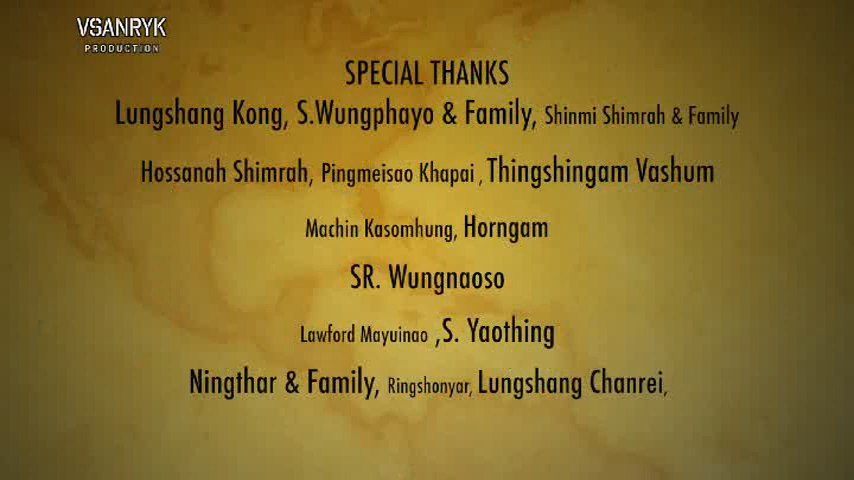 VSANRYK
PRODUCTION
SPECIAL THANKS
Lungshang Kong, S.Wungphayo & Family, Shinmi Shimrah & Family
Hossanah Shimrah, Pingmeisao Khapai , Thingshingam Vashum
Machin Kasomhung, Horngam
SR. Wungnaoso
Lawford Mayuinao ,S. Yaothing
Ningthar & Family, Ringshonyar, Lungshang Chanrei,